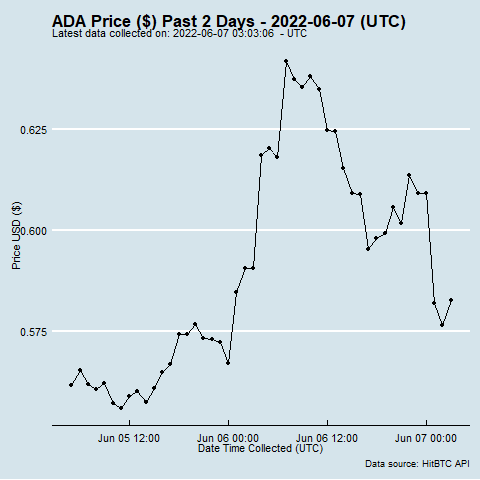 ADA Price ($) Past 2 Days - 2022-06-07 (UTC)
Latest data collected on: 2022-06-07 03:03:06  - UTC
Price USD ($)
0.625
0.600
0.575
Jun 05 12:00
Jun 06 00:00
Jun 06 12:00
Jun 07 00:00
Date Time Collected (UTC)
Data source: HitBTC API